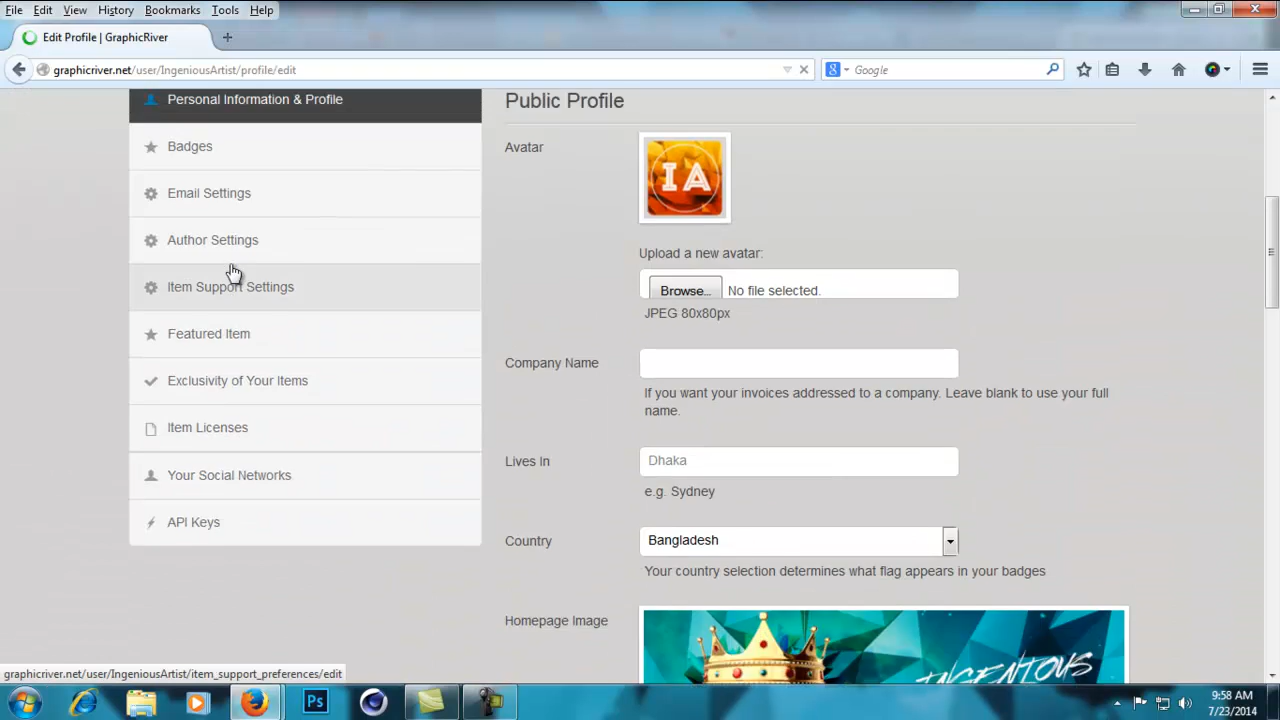 File Edit View History Bookmarks Tools Help
Edit Profile | GraphicRiver
graphicriver.net/user/IngeniousArtist/profile/edit
Google
Personal Information & Profile
Badges
Email Settings
Author Settings
Item Support Settings
Featured Item
Exclusivity of Your Items
Item Licenses
Your Social Networks
API Keys
Public Profile
Avatar
IA
Upload a new avatar:
Browse... No file selected.
JPEG 80x80px
Company Name
If you want your invoices addressed to a company. Leave blank to use your full
name.
Lives In
Dhaka
e.g. Sydney
Country
Bangladesh
Your country selection determines what flag appears in your badges
Homepage Image
INGENIOUS
graphicriver.net/user/IngeniousArtist/item_support_preferences/edit
Ps
9:58 AM
7/23/2014